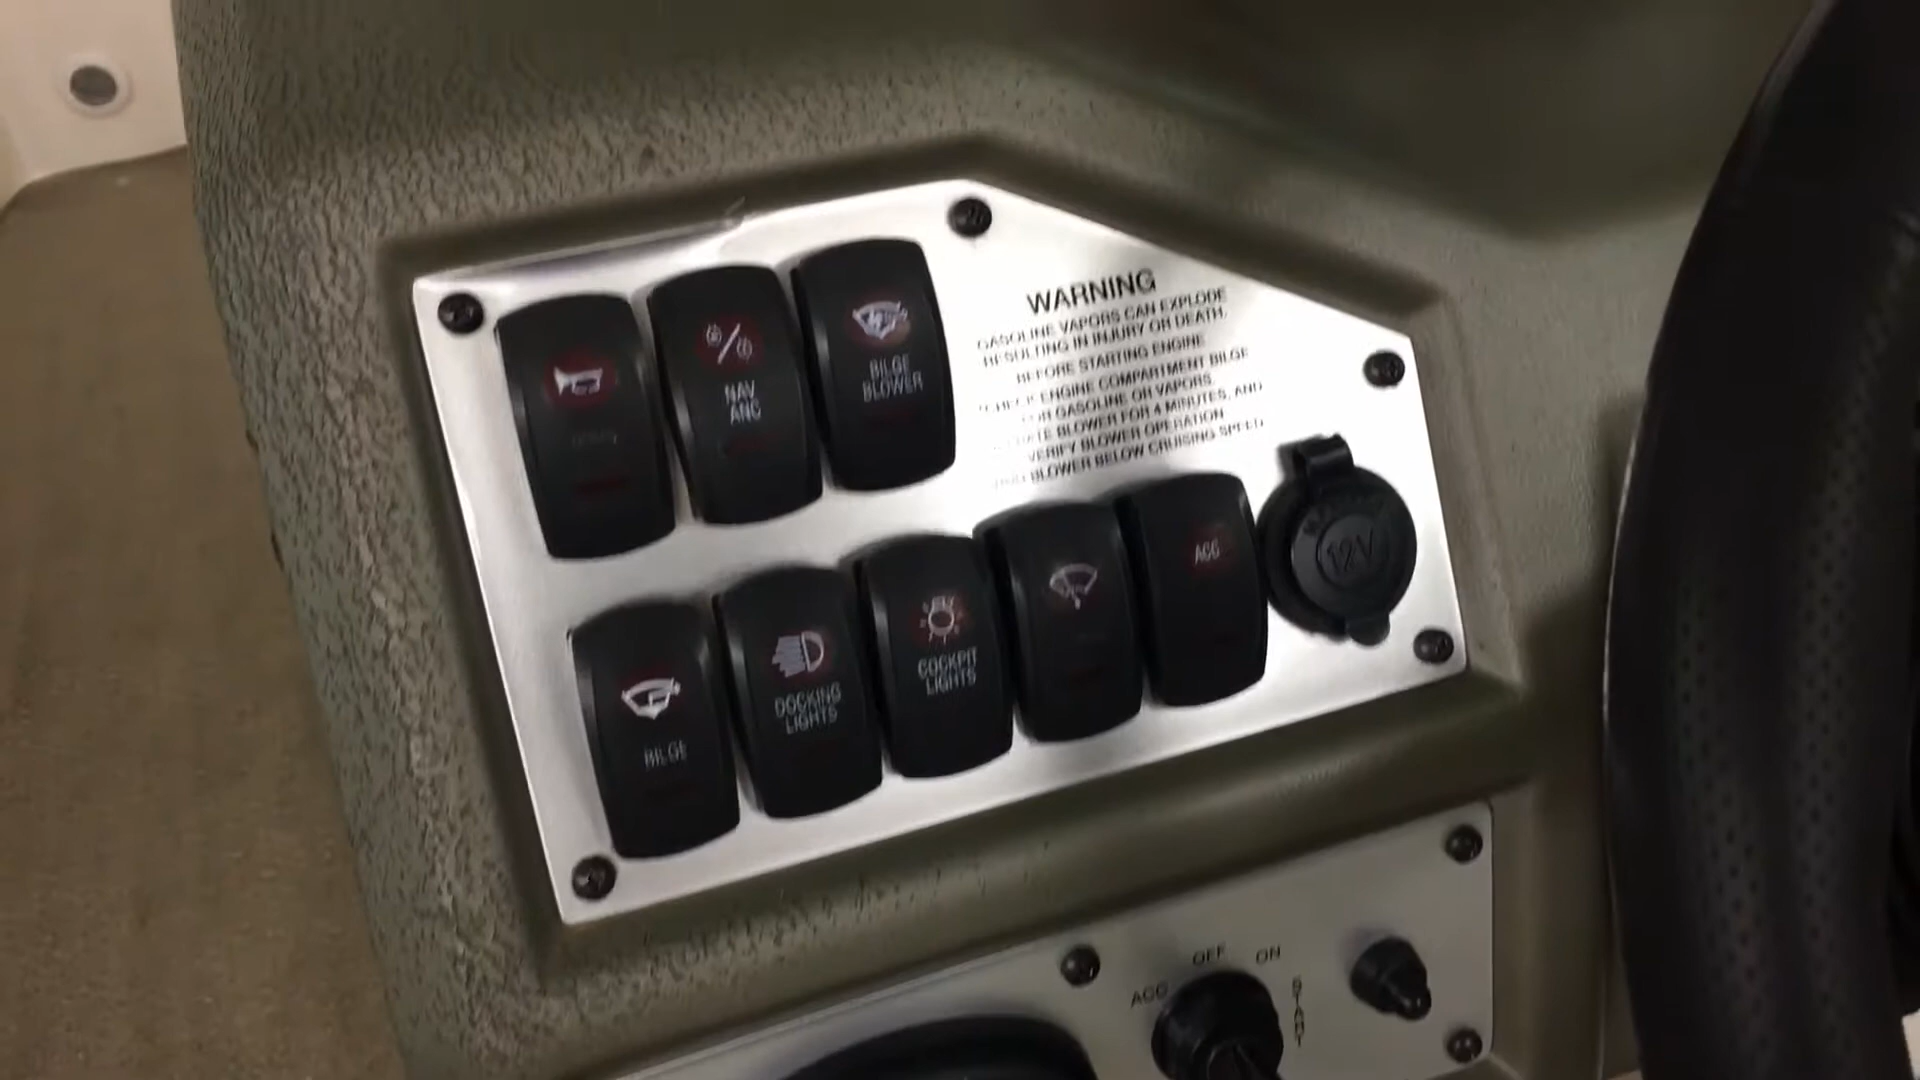 NAV
ANC
BILGE
BLOWER
WARNING
GASOLINE VAPORS CAN EXPLODE
RESULTING IN INJURY OR DEATH.
BEFORE STARTING ENGINE
CHECK ENGINE COMPARTMENT BILGE
FOR GASOLINE OR VAPORS,
BLOWER FOR 4 MINUTES, AND
VERIFY BLOWER OPERATION
BLOWER BELOW CRUISING SPEED
BILGE
DOCKING
LIGHTS
COCKPIT
LIGHTS
ACC
12V
ACC
OFF
ON
START